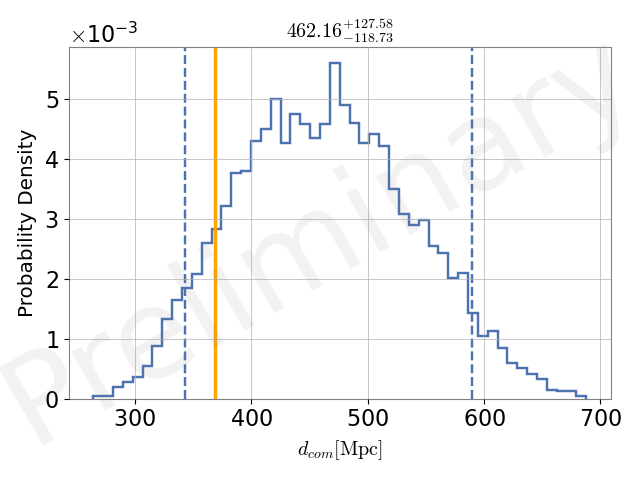 ×10⁻³
462.16+127.58−118.73
Probability Density
5
4
3
2
1
0
300 400 500 600 700
d_com[Mpc]
Preliminary